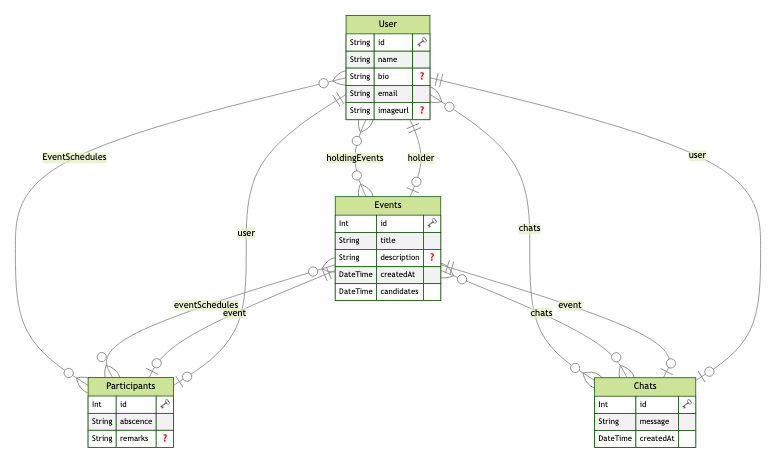 User
String id
String name
String bio ?
String email
String imageurl ?
EventSchedules
holdingEvents
holder
user
user
chats
Events
Int id
String title
String description ?
DateTime createdAt
DateTime candidates
eventSchedules
event
event
chats
Participants
Int id
String abscence
String remarks ?
Chats
Int id
String message
DateTime createdAt